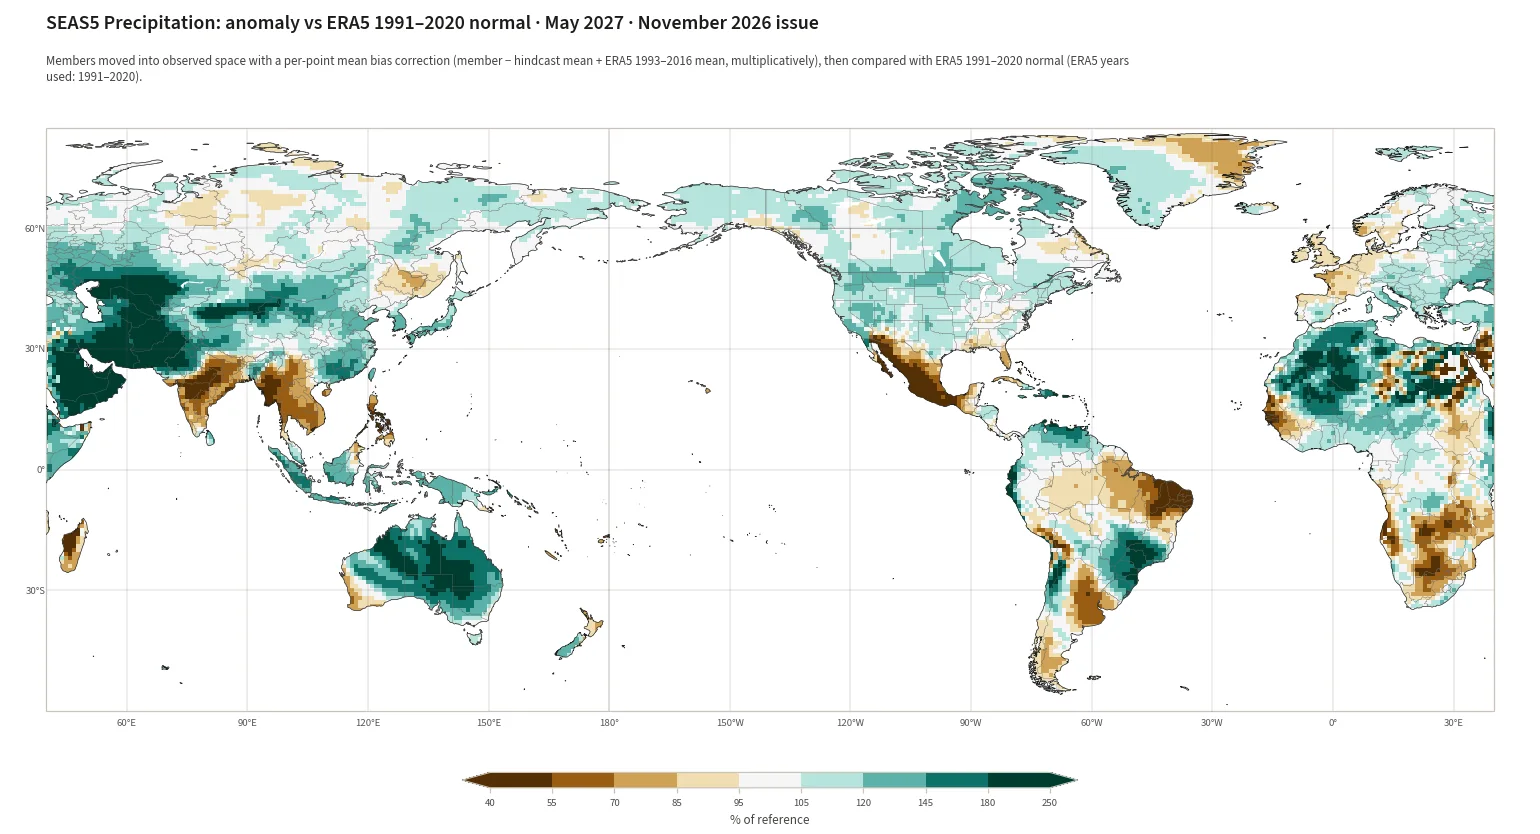 SEAS5 Precipitation: anomaly vs ERA5 1991–2020 normal · May 2027 · November 2026 issue
Members moved into observed space with a per-point mean bias correction (member − hindcast mean + ERA5 1993–2016 mean, multiplicatively), then compared with ERA5 1991–2020 normal (ERA5 years
used: 1991–2020).
60°N
30°N
0°
30°S
60°E 90°E 120°E 150°E 180° 150°W 120°W 90°W 60°W 30°W 0° 30°E
40 55 70 85 95 105 120 145 180 250
% of reference